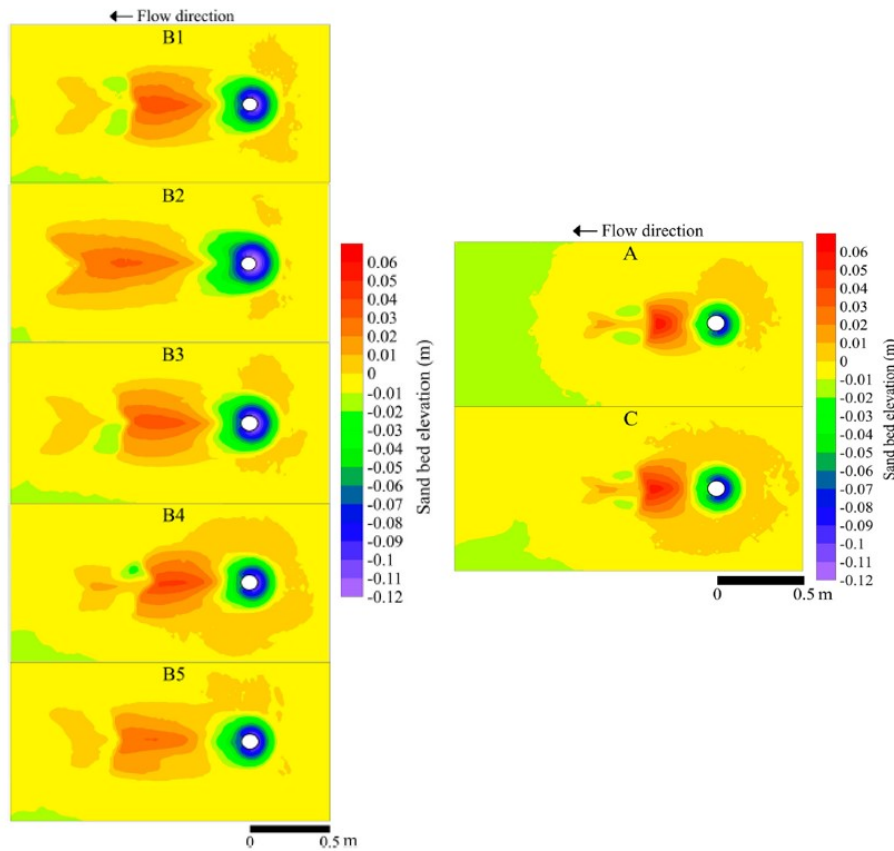 ← Flow direction
B1
B2
B3
B4
B5
0.06
0.05
0.04
0.03
0.02
0.01
0
-0.01
-0.02
-0.03
-0.04
-0.05
-0.06
-0.07
-0.08
-0.09
-0.1
-0.11
-0.12
Sand bed elevation (m)
0 0.5 m
← Flow direction
A
C
0.06
0.05
0.04
0.03
0.02
0.01
0
-0.01
-0.02
-0.03
-0.04
-0.05
-0.06
-0.07
-0.08
-0.09
-0.1
-0.11
-0.12
Sand bed elevation (m)
0 0.5 m